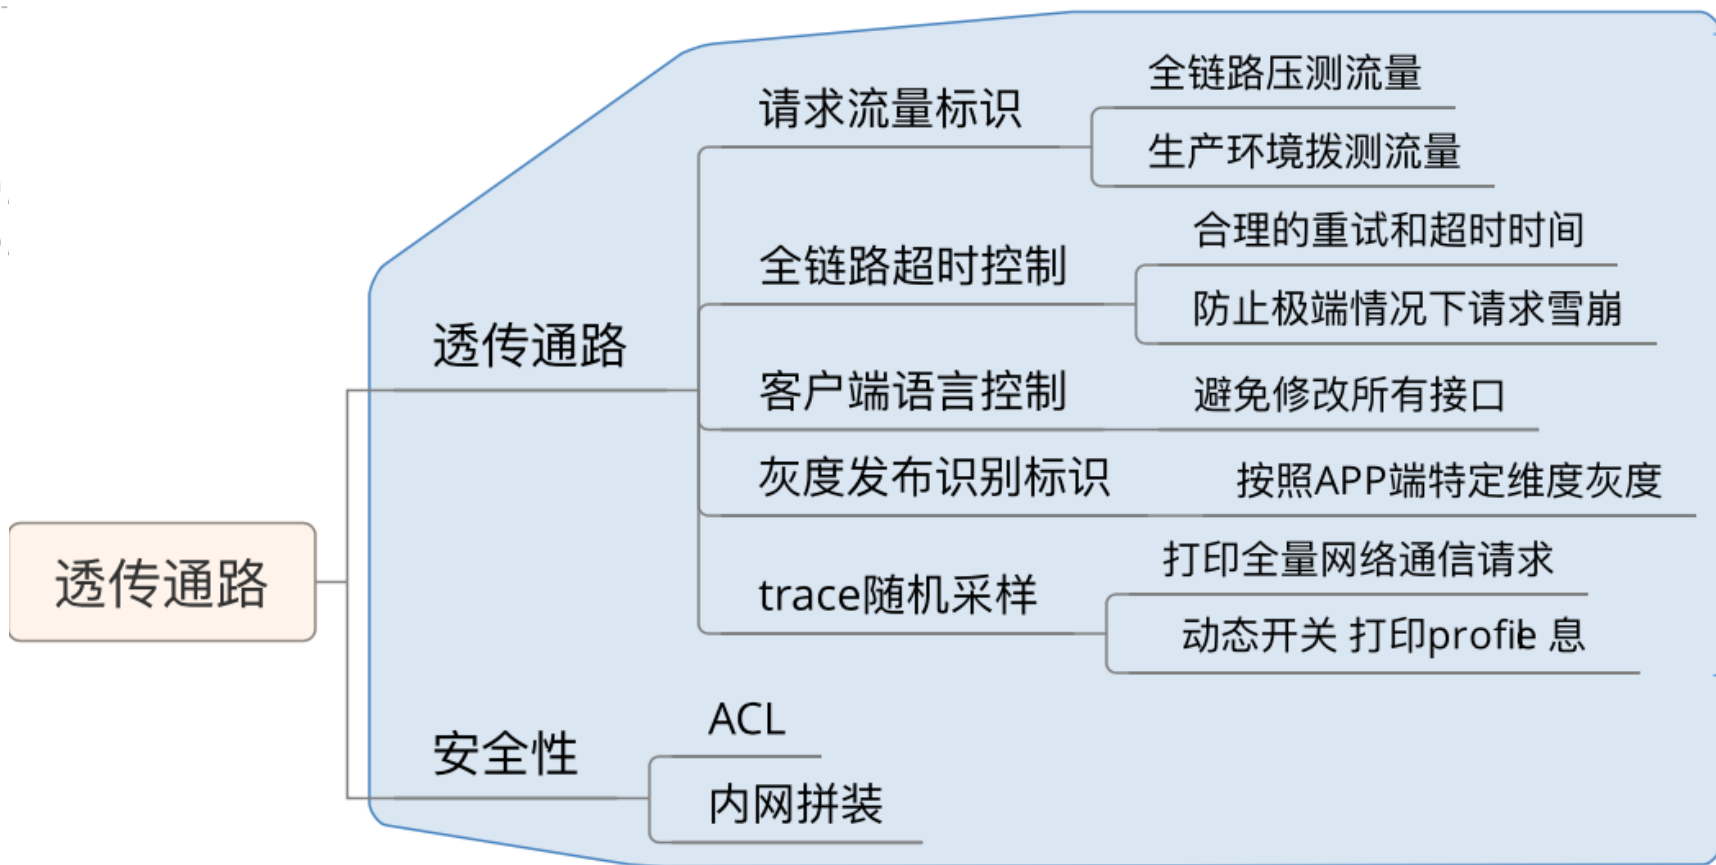 透传通路
透传通路
请求流量标识
全链路压测流量
生产环境拨测流量
全链路超时控制
合理的重试和超时时间
防止极端情况下请求雪崩
客户端语言控制
避免修改所有接口
灰度发布识别标识
按照APP端特定维度灰度
trace随机采样
打印全量网络通信请求
动态开关 打印profile 息
安全性
ACL
内网拼装